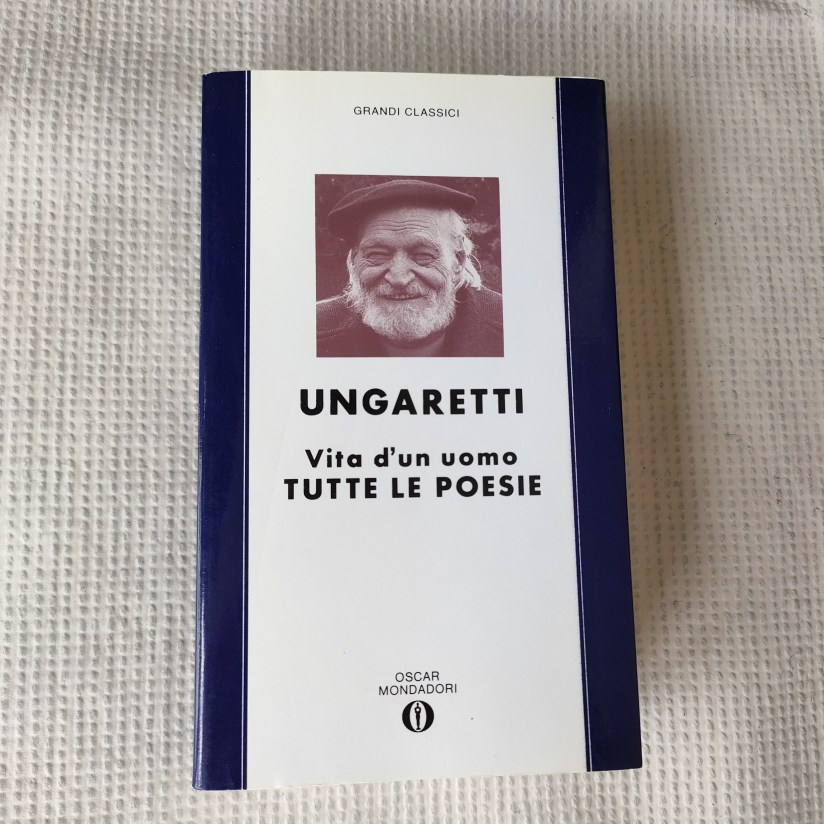 GRANDI CLASSICI
UNGARETTI
Vita d'un uomo
TUTTE LE POESIE
OSCAR
MONDADORI